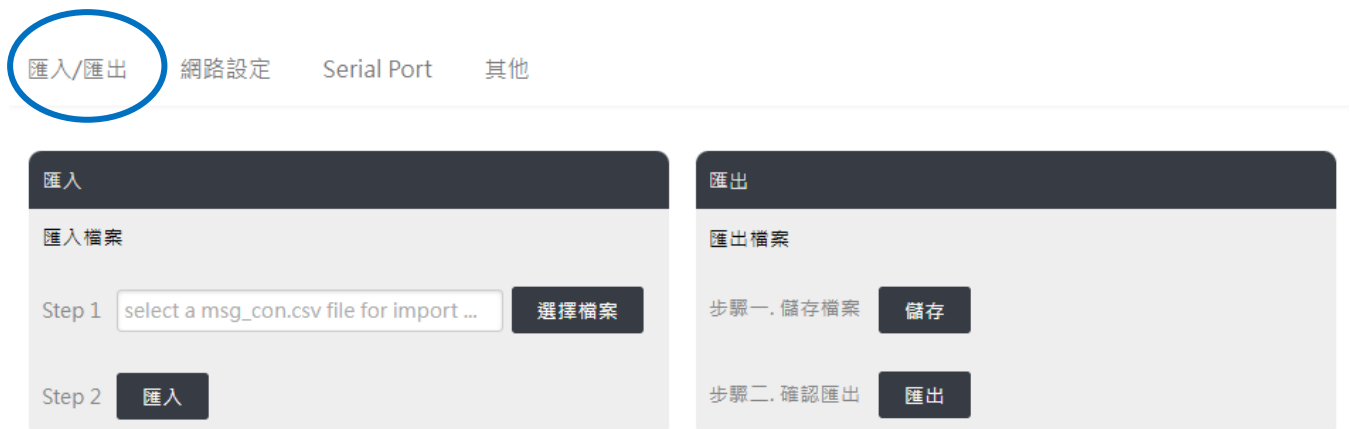 匯入/匯出 網路設定 Serial Port 其他
匯入
匯入檔案
Step 1 select a msg_con.csv file for import ... 選擇檔案
Step 2 匯入
匯出
匯出檔案
步驟一. 儲存檔案 儲存
步驟二. 確認匯出 匯出